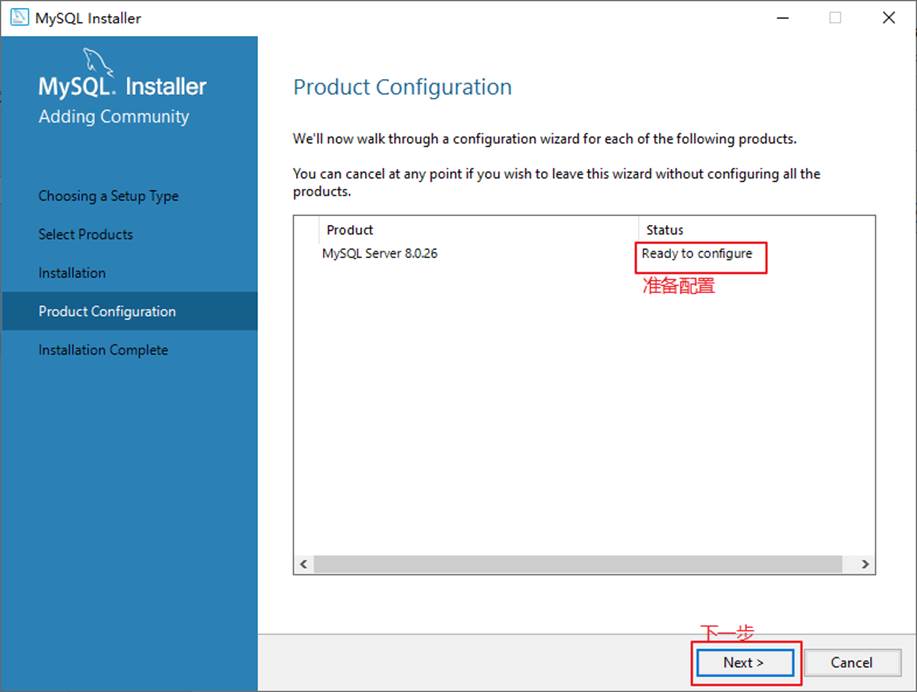 MySQL Installer
MySQL. Installer
Adding Community
Choosing a Setup Type
Select Products
Installation
Product Configuration
Installation Complete
Product Configuration
We'll now walk through a configuration wizard for each of the following products.
You can cancel at any point if you wish to leave this wizard without configuring all the
products.
Product Status
MySQL Server 8.0.26 Ready to configure
准备配置
下一步
Next > Cancel